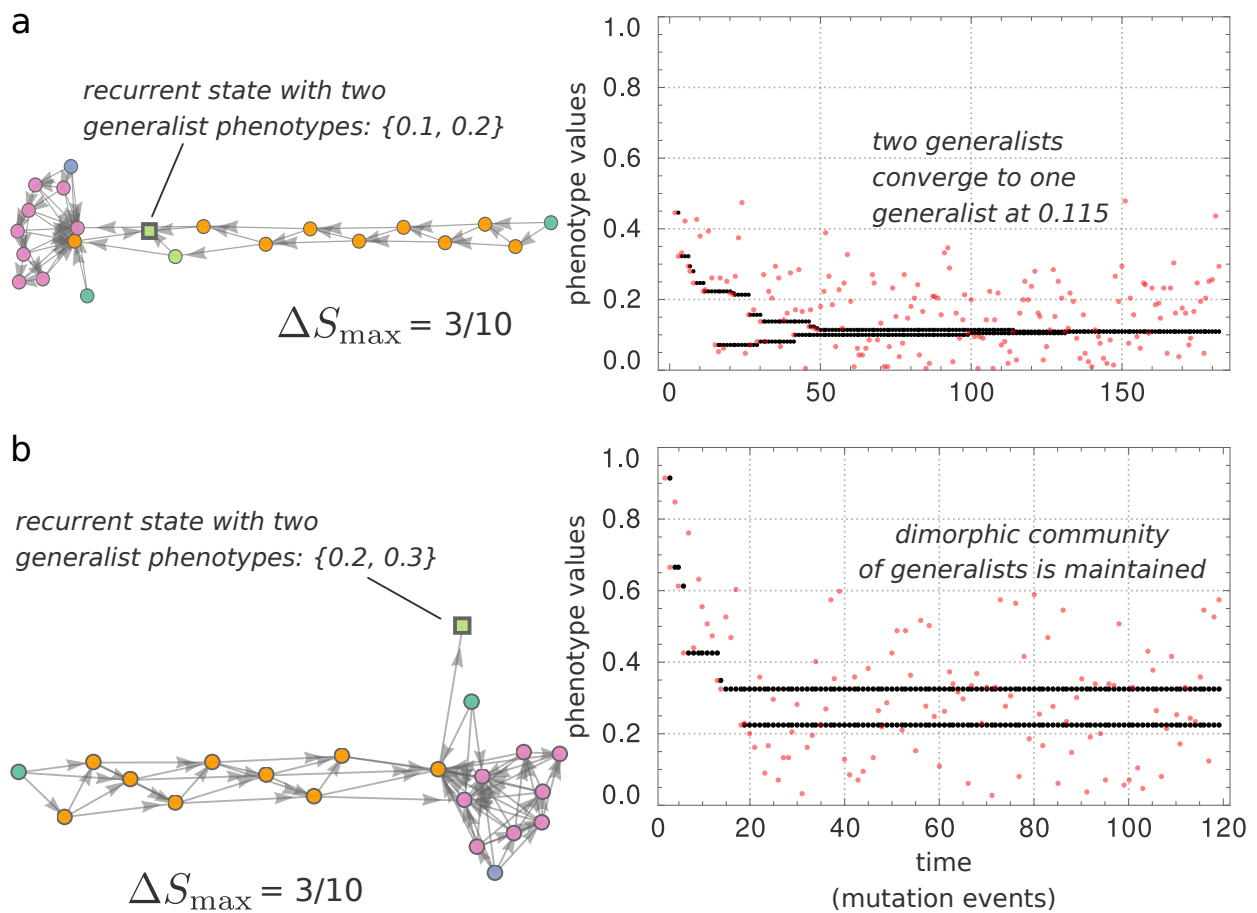 a
recurrent state with two
generalist phenotypes: {0.1, 0.2}
ΔS_max = 3/10
phenotype values
1.0
0.8
0.6
0.4
0.2
0.0
two generalists
converge to one
generalist at 0.115
0 50 100 150
b
recurrent state with two
generalist phenotypes: {0.2, 0.3}
ΔS_max = 3/10
phenotype values
1.0
0.8
0.6
0.4
0.2
0.0
dimorphic community
of generalists is maintained
0 20 40 60 80 100 120
time
(mutation events)